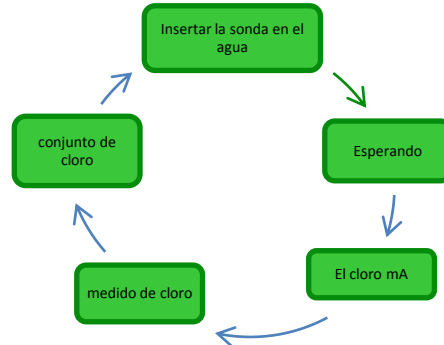 Insertar la sonda en el
agua
Esperando
El cloro mA
medido de cloro
conjunto de
cloro